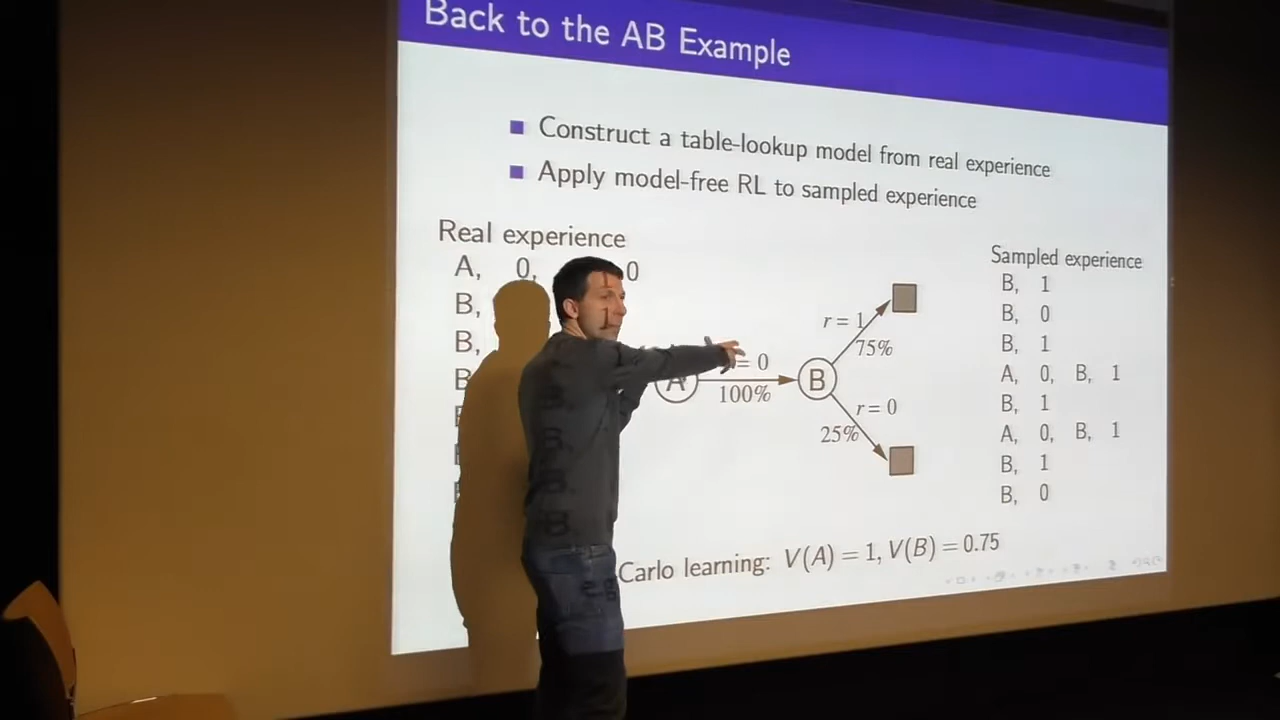 Back to the AB Example
Construct a table-lookup model from real experience
Apply model-free RL to sampled experience
Real experience
A, 0, 0
B,
B,
B
1
1
A
= 0
100%
B
r = 1
75%
r = 0
25%
Sampled experience
B, 1
B, 0
B, 1
A, 0, B, 1
B, 1
A, 0, B, 1
B, 1
B, 0
Carlo learning: V(A) = 1, V(B) = 0.75